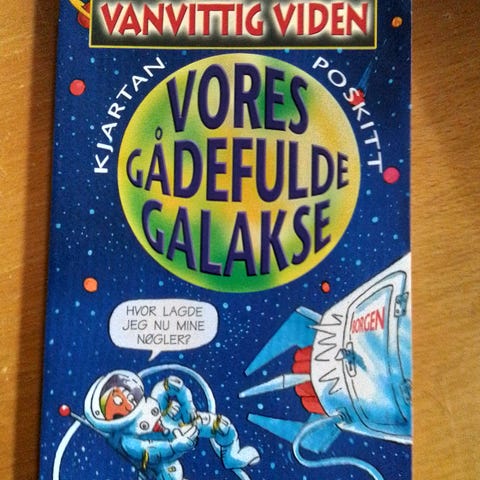 VANVITTIG VIDEN
KJARTAN POSKITT
VORES
GÅDEFULDE
GALAKSE
HVOR LAGDE
JEG NU MINE
NØGLER?
BORGEN